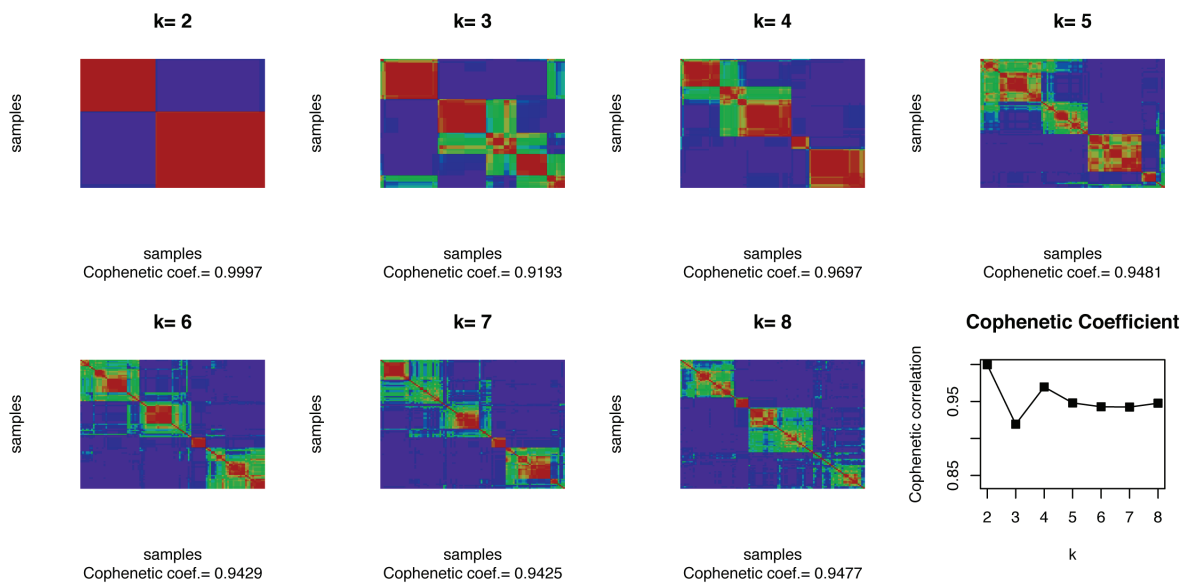 k= 2
samples
samples
Cophenetic coef.= 0.9997
k= 3
samples
samples
Cophenetic coef.= 0.9193
k= 4
samples
samples
Cophenetic coef.= 0.9697
k= 5
samples
samples
Cophenetic coef.= 0.9481
k= 6
samples
samples
Cophenetic coef.= 0.9429
k= 7
samples
samples
Cophenetic coef.= 0.9425
k= 8
samples
samples
Cophenetic coef.= 0.9477
Cophenetic Coefficient
Cophenetic correlation
0.95
0.85
2 3 4 5 6 7 8
k